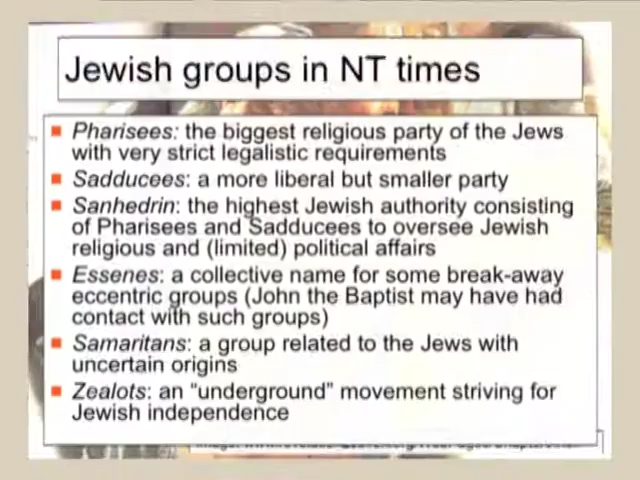 Jewish groups in NT times
■ Pharisees: the biggest religious party of the Jews
with very strict legalistic requirements
■ Sadducees: a more liberal but smaller party
■ Sanhedrin: the highest Jewish authority consisting
of Pharisees and Sadducees to oversee Jewish
religious and (limited) political affairs
■ Essenes: a collective name for some break-away
eccentric groups (John the Baptist may have had
contact with such groups)
■ Samaritans: a group related to the Jews with
uncertain origins
■ Zealots: an "underground" movement striving for
Jewish independence